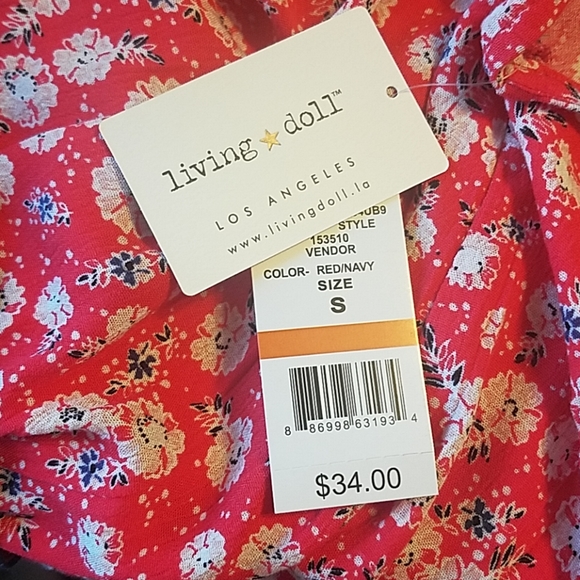 living ★ doll™
LOS ANGELES
www.livingdoll.la
STYLE
153510
VENDOR
COLOR- RED/NAVY
SIZE
S
8 86998 63193 4
$34.00